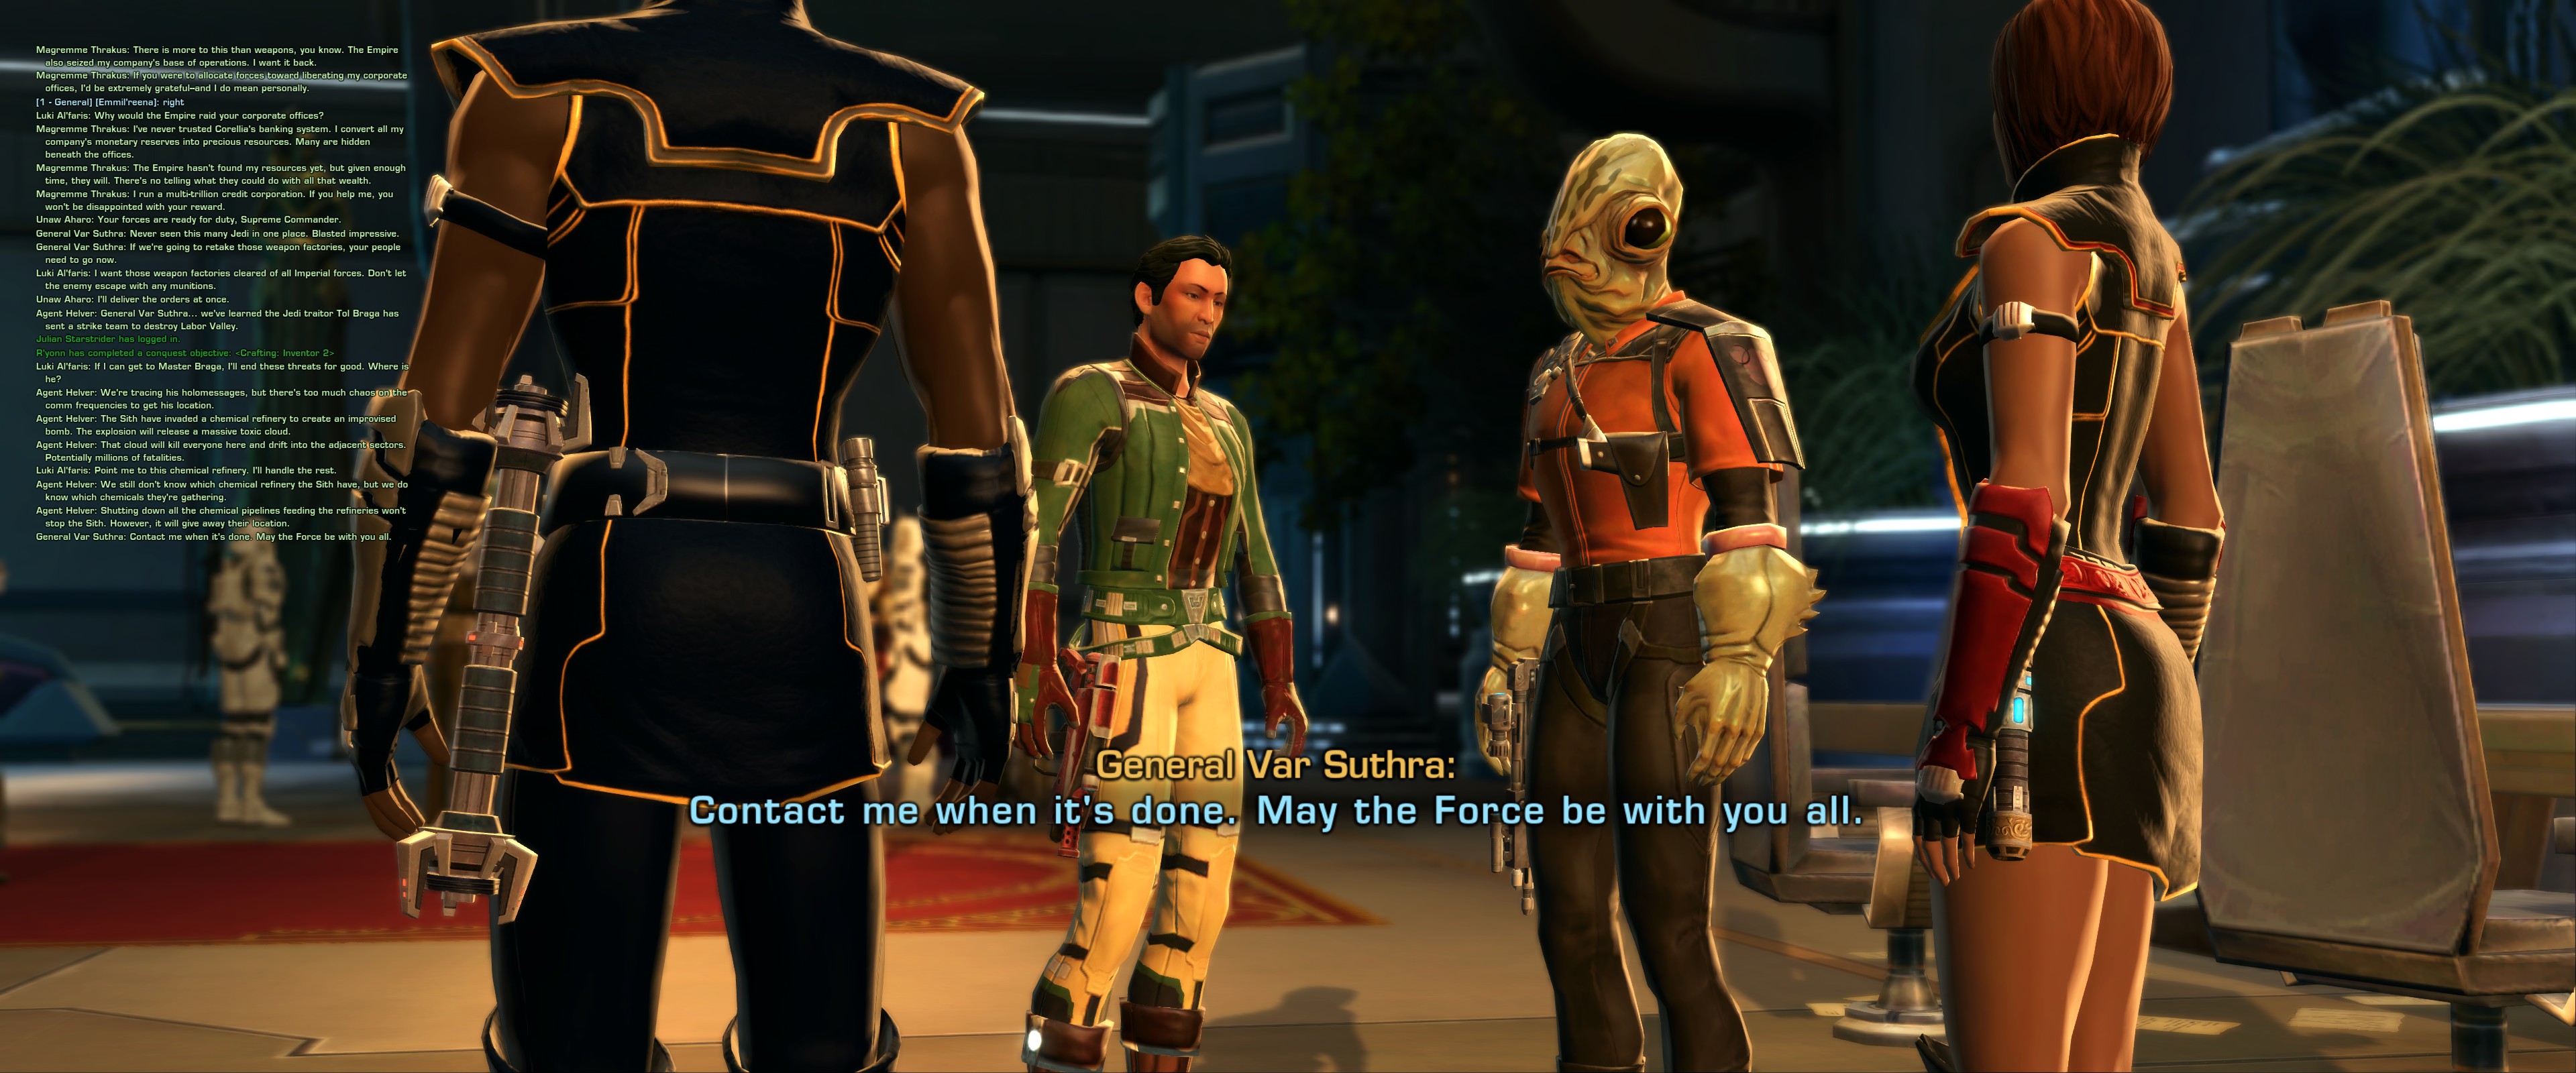 Magremme Thrakus: There is more to this than weapons, you know. The Empire
also seized my company's base of operations. I want it back.
Magremme Thrakus: If you were to allocate forces toward liberating my corporate
offices, I'd be extremely grateful–and I do mean personally.
[1 - General] [Emmil'reena]: right
Luki Al'faris: Why would the Empire raid your corporate offices?
Magremme Thrakus: I've never trusted Corellia's banking system. I convert all my
company's monetary reserves into precious resources. Many are hidden
beneath the offices.
Magremme Thrakus: The Empire hasn't found my resources yet, but given enough
time, they will. There's no telling what they could do with all that wealth.
Magremme Thrakus: I run a multi-trillion credit corporation. If you help me, you
won't be disappointed with your reward.
Unaw Aharo: Your forces are ready for duty, Supreme Commander.
General Var Suthra: Never seen this many Jedi in one place. Blasted impressive.
General Var Suthra: If we're going to retake those weapon factories, your people
need to go now.
Luki Al'faris: I want those weapon factories cleared of all Imperial forces. Don't let
the enemy escape with any munitions.
Unaw Aharo: I'll deliver the orders at once.
Agent Helver: General Var Suthra... we've learned the Jedi traitor Tol Braga has
sent a strike team to destroy Labor Valley.
Julian Starstrider has logged in.
R'yonn has completed a conquest objective: <Crafting: Inventor 2>
Luki Al'faris: If I can get to Master Braga, I'll end these threats for good. Where is
he?
Agent Helver: We're tracing his holomessages, but there's too much chaos on the
comm frequencies to get his location.
Agent Helver: The Sith have invaded a chemical refinery to create an improvised
bomb. The explosion will release a massive toxic cloud.
Agent Helver: That cloud will kill everyone here and drift into the adjacent sectors.
Potentially millions of fatalities.
Luki Al'faris: Point me to this chemical refinery. I'll handle the rest.
Agent Helver: We still don't know which chemical refinery the Sith have, but we do
know which chemicals they're gathering.
Agent Helver: Shutting down all the chemical pipelines feeding the refineries won't
stop the Sith. However, it will give away their location.
General Var Suthra: Contact me when it's done. May the Force be with you all.
General Var Suthra:
Contact me when it's done. May the Force be with you all.